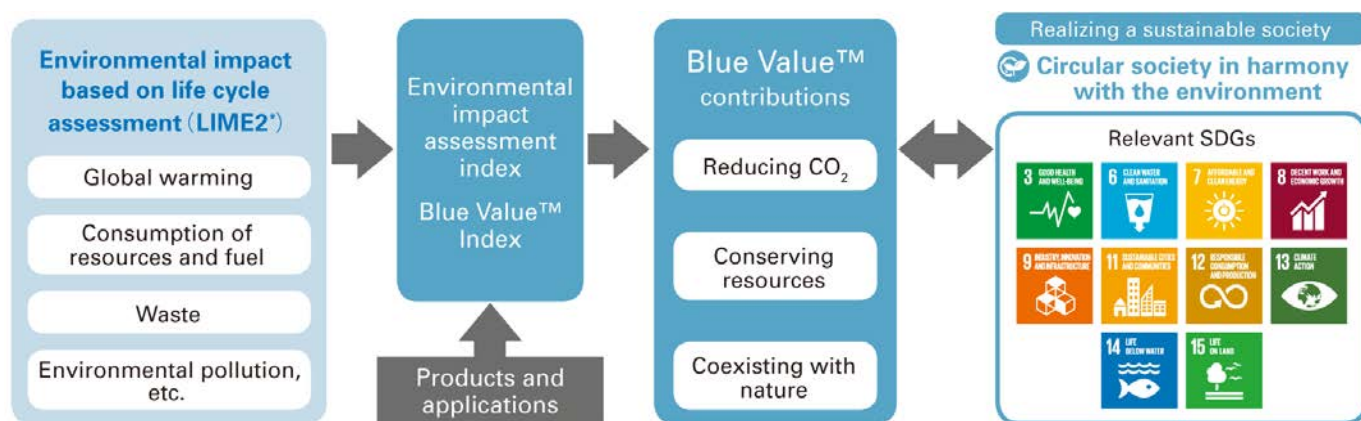 Environmental impact
based on life cycle
assessment (LIME2*)
Global warming
Consumption of
resources and fuel
Waste
Environmental pollution,
etc.
Environmental
impact
assessment
index
Blue Value™
Index
Products and
applications
Blue Value™
contributions
Reducing CO₂
Conserving
resources
Coexisting with
nature
Realizing a sustainable society
Circular society in harmony
with the environment
Relevant SDGs
3 GOOD HEALTH
AND WELL-BEING
6 CLEAN WATER
AND SANITATION
7 AFFORDABLE AND
CLEAN ENERGY
8 DECENT WORK AND
ECONOMIC GROWTH
9 INDUSTRY, INNOVATION
AND INFRASTRUCTURE
11 SUSTAINABLE CITIES
AND COMMUNITIES
12 RESPONSIBLE
CONSUMPTION
AND PRODUCTION
13 CLIMATE
ACTION
14 LIFE
BELOW WATER
15 LIFE
ON LAND